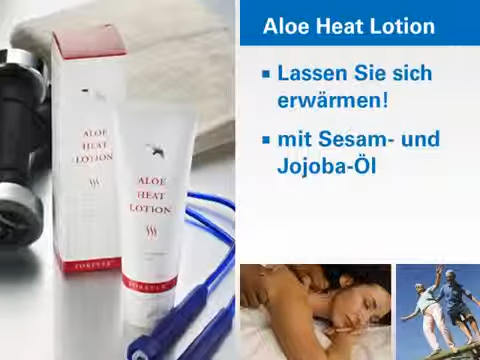 Aloe Heat Lotion
Lassen Sie sich
erwärmen!
mit Sesam- und
Jojoba-Öl
ALOE
HEAT
LOTION
FOREVER
ALOE
HEAT
LOTION
FOREVER